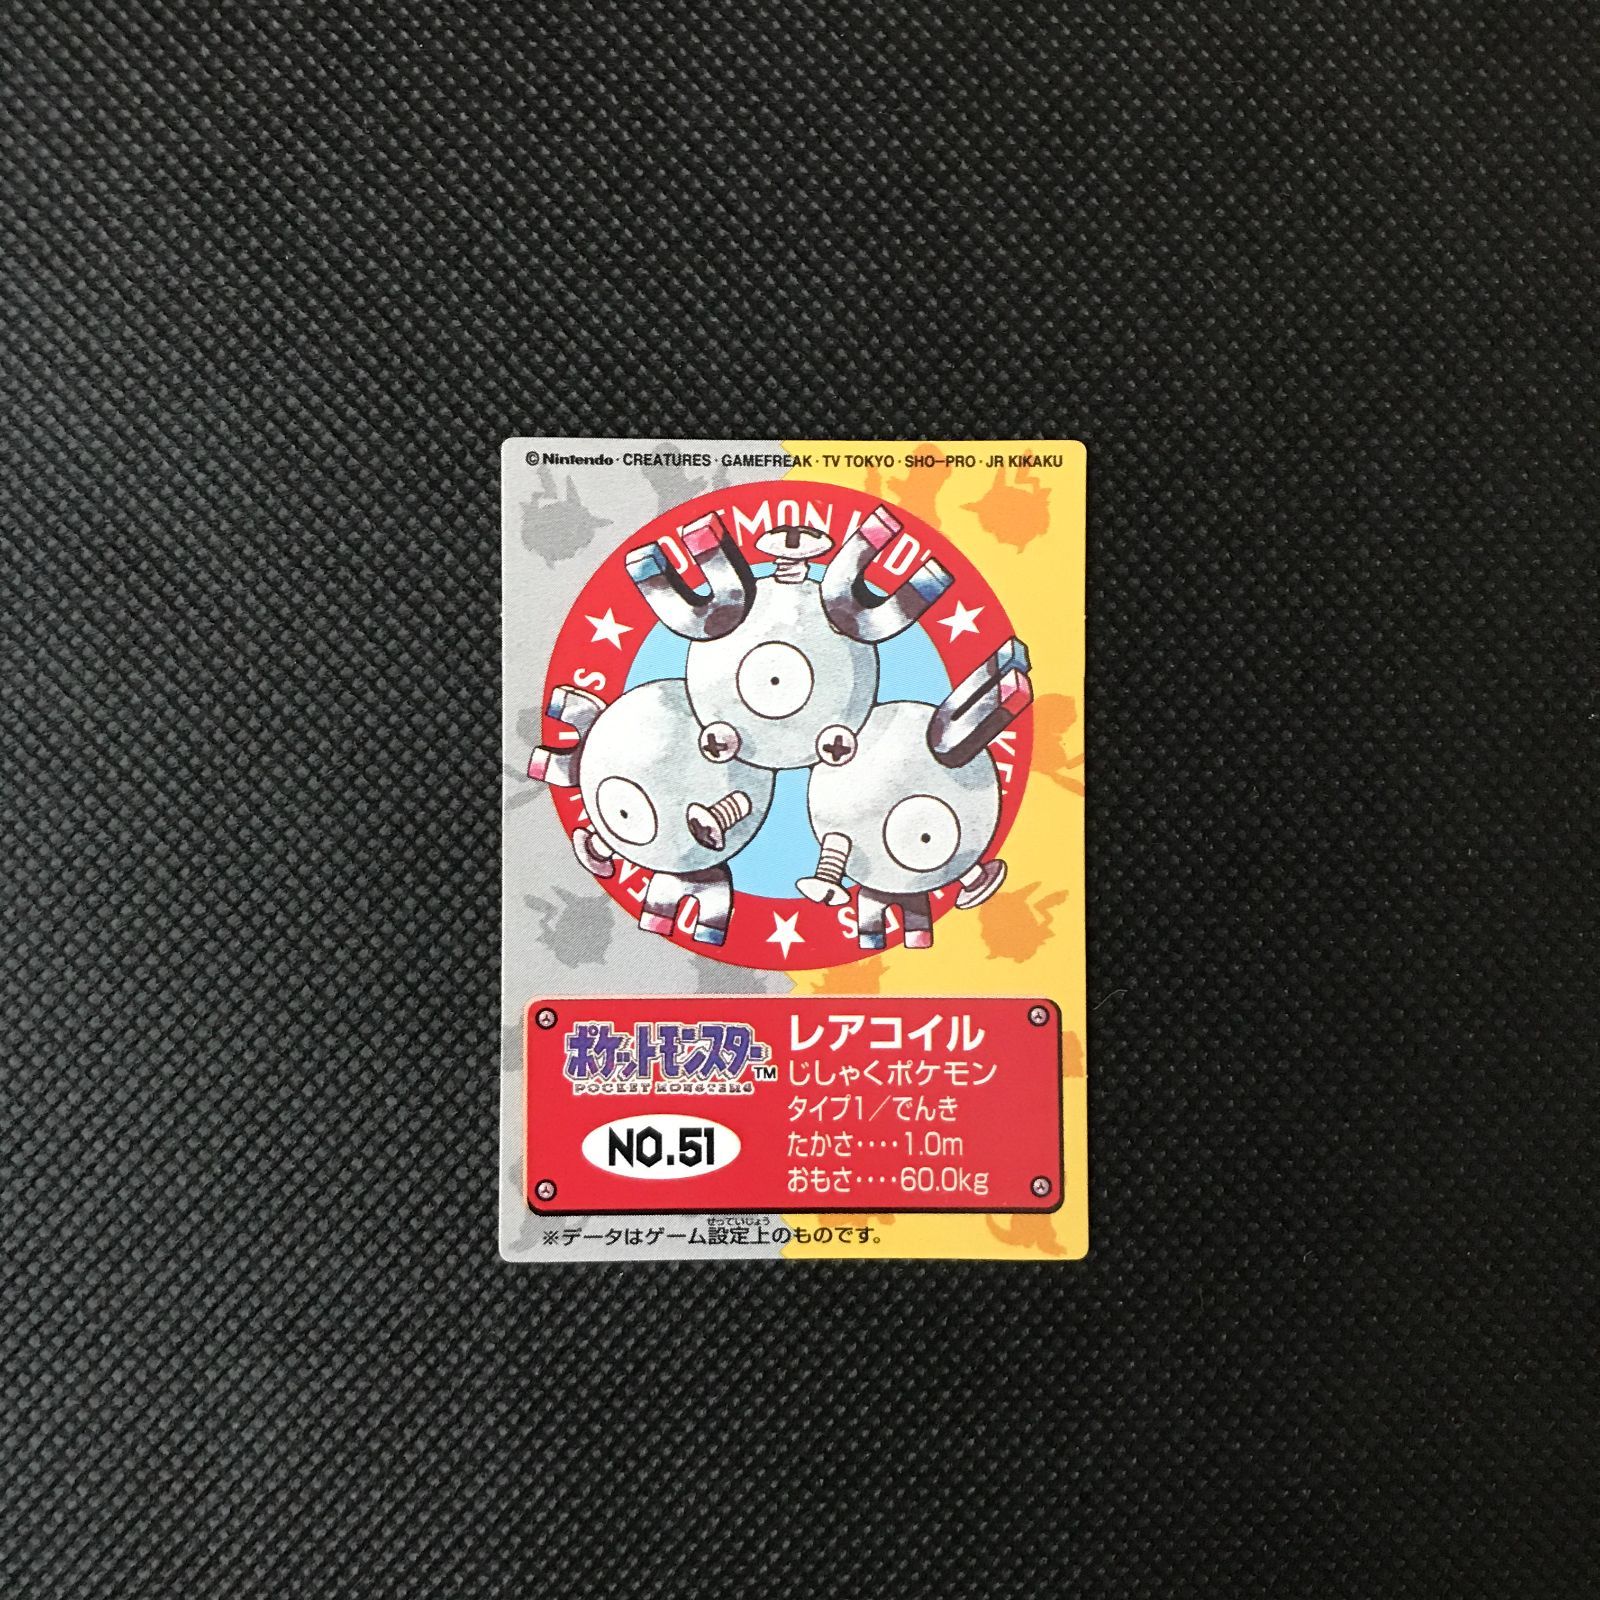 ©Nintendo・CREATURES・GAMEFREAK・TV TOKYO・SHO-PRO・JR KIKAKU
ポケットモンスター™
POCKET MONSTERS
NO.51
レアコイル
じしゃくポケモン
タイプ1／でんき
たかさ････1.0m
おもさ････60.0kg
※データはゲーム設定上のものです。
せっていじょう